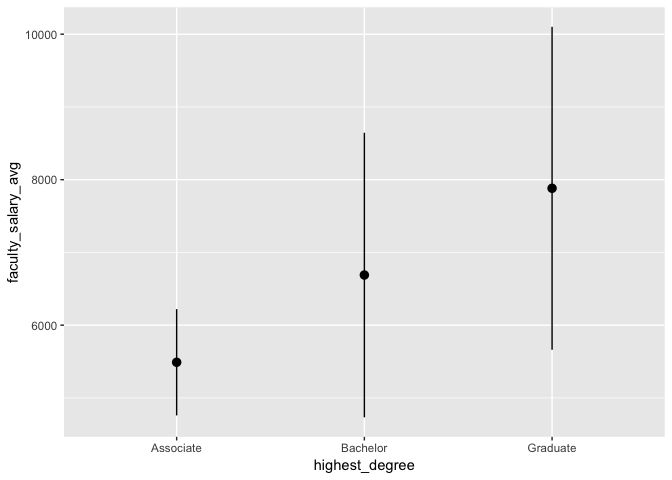 faculty_salary_avg
10000
8000
6000
Associate
Bachelor
Graduate
highest_degree